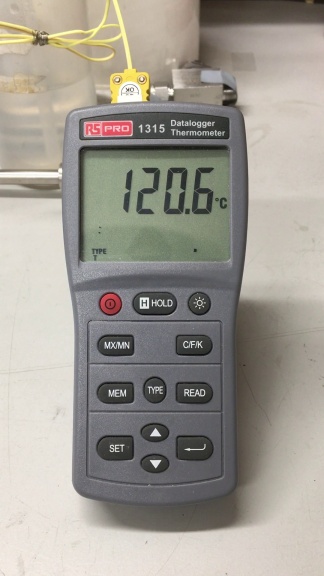 RS PRO 1315 Datalogger
Thermometer
120.6 °C
:
TYPE
T
H HOLD
MX/MN C/F/K
MEM TYPE READ
SET